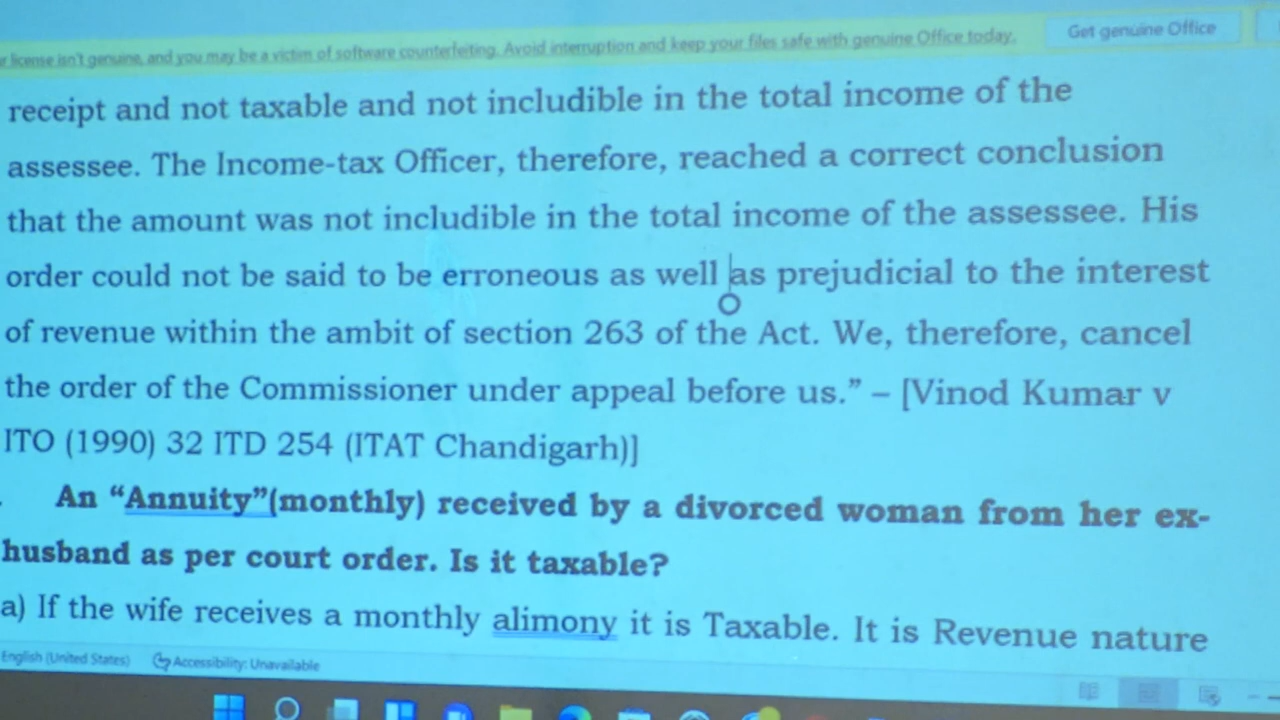 r license isn't genuine, and you may be a victim of software counterfeiting. Avoid interruption and keep your files safe with genuine Office today. Get genuine Office
receipt and not taxable and not includible in the total income of the
assessee. The Income-tax Officer, therefore, reached a correct conclusion
that the amount was not includible in the total income of the assessee. His
order could not be said to be erroneous as well as prejudicial to the interest
of revenue within the ambit of section 263 of the Act. We, therefore, cancel
the order of the Commissioner under appeal before us.” – [Vinod Kumar v
ITO (1990) 32 ITD 254 (ITAT Chandigarh)]
An “Annuity”(monthly) received by a divorced woman from her ex-
husband as per court order. Is it taxable?
a) If the wife receives a monthly alimony it is Taxable. It is Revenue nature
English (United States) Accessibility: Unavailable